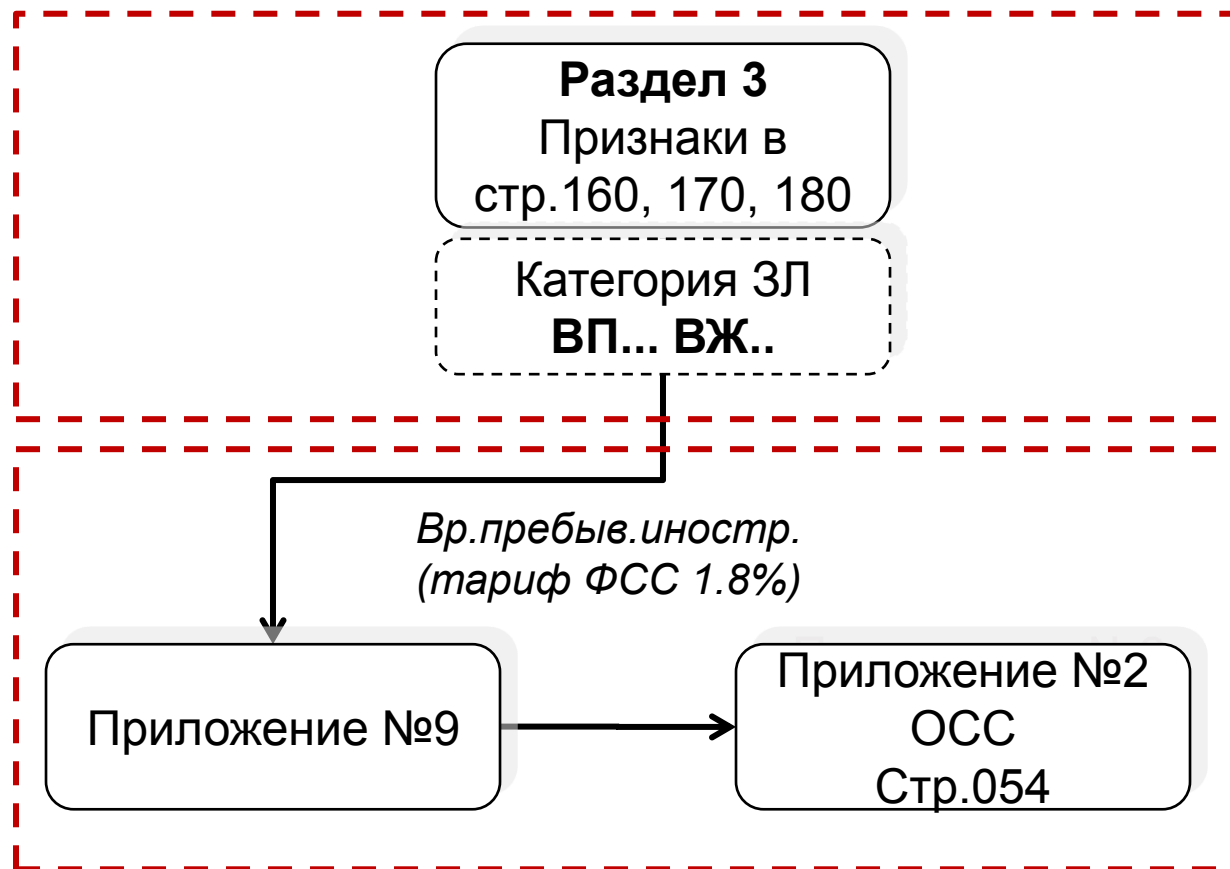 Раздел 3
Признаки в
стр.160, 170, 180
Категория ЗЛ
ВП... ВЖ..
Вр.пребыв.иностр.
(тариф ФСС 1.8%)
Приложение №9
Приложение №2
ОСС
Стр.054